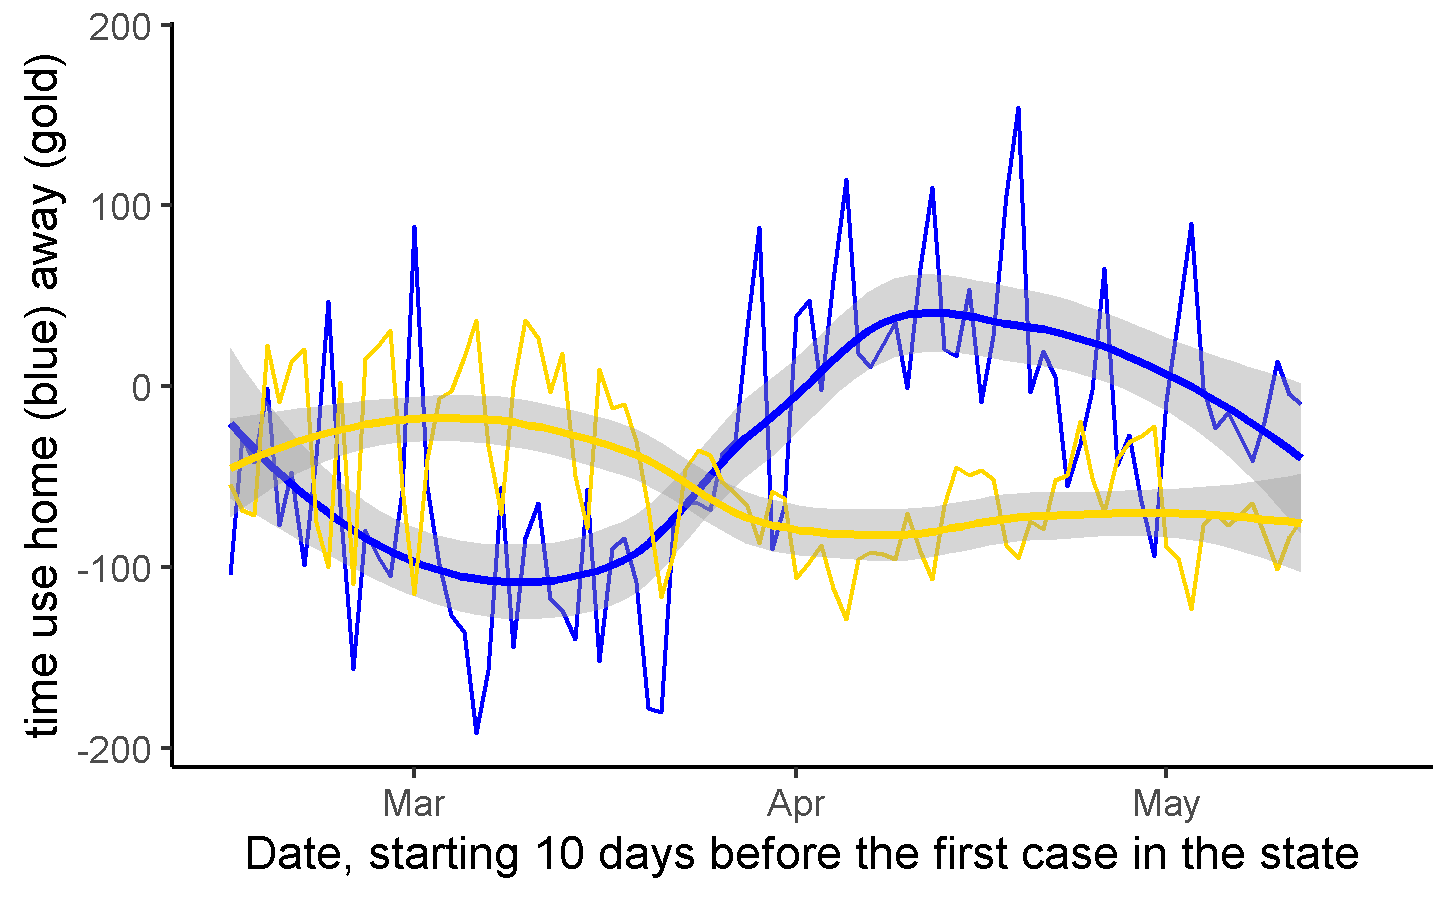 time use home (blue) away (gold)
200
100
0
-100
-200
Mar Apr May
Date, starting 10 days before the first case in the state